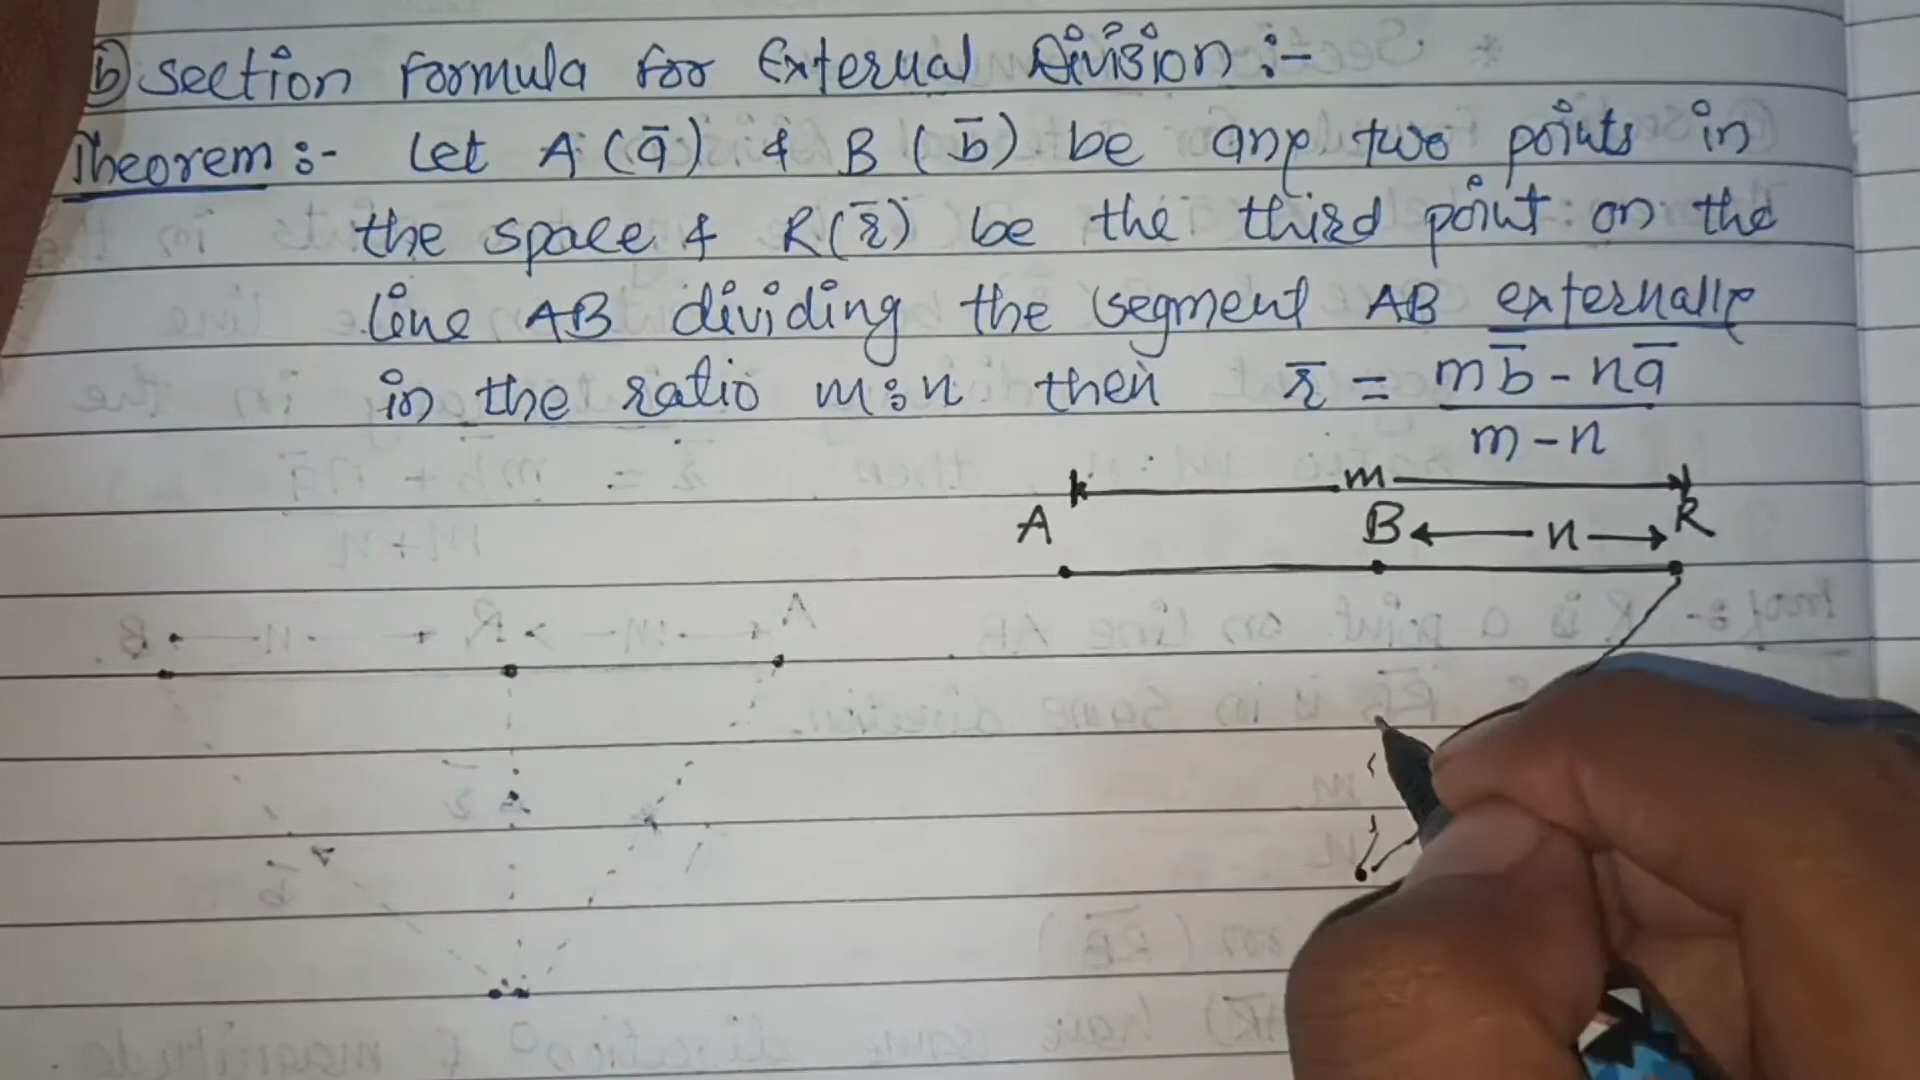 ⓑ Section Formula for External Division :-
Theorem :- Let A (a̅) & B (b̅) be any two points in
the space & R(r̅) be the third point on the
line AB dividing the segment AB externally
in the ratio m:n then r̅ = mb̅ - na̅
m - n
m
A B n R